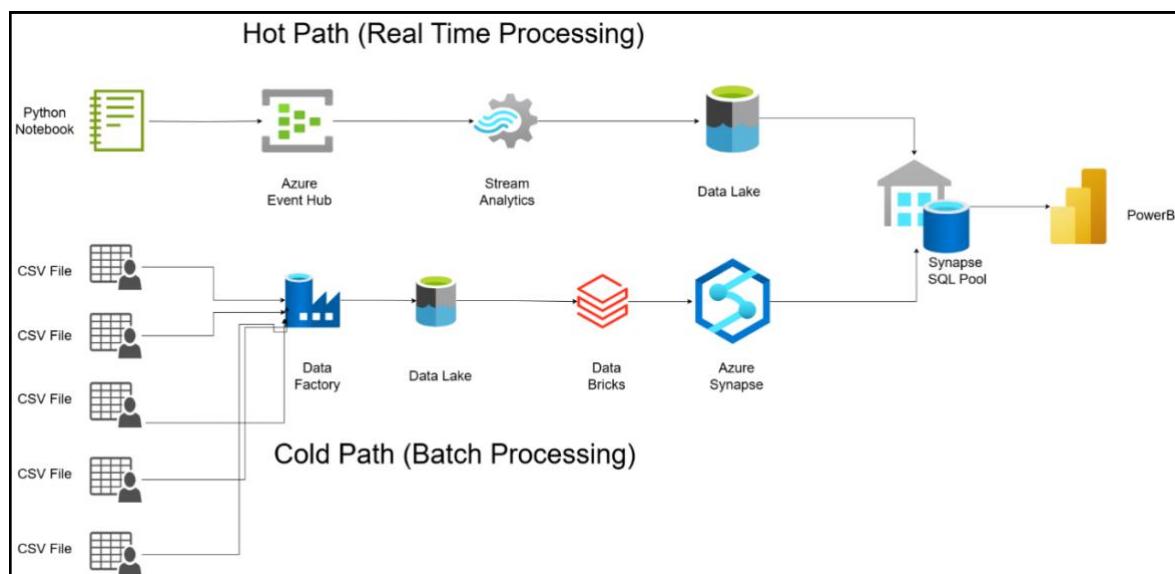 Hot Path (Real Time Processing)
Python
Notebook
Azure
Event Hub
Stream
Analytics
Data Lake
PowerB
Synapse
SQL Pool
CSV File
CSV File
CSV File
CSV File
CSV File
Data
Factory
Data Lake
Data
Bricks
Azure
Synapse
Cold Path (Batch Processing)